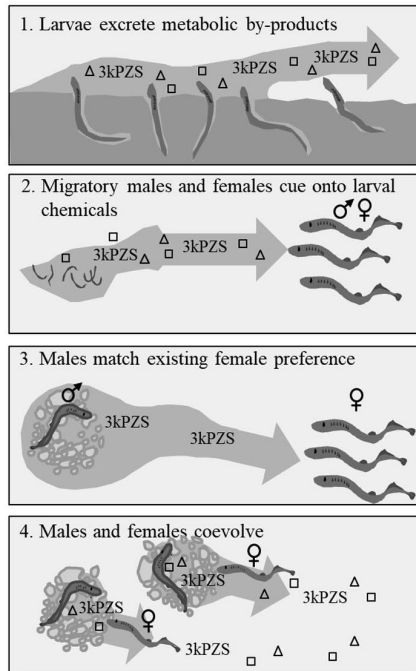 1. Larvae excrete metabolic by-products
3kPZS
3kPZS
3kPZS
2. Migratory males and females cue onto larval
chemicals
♂♀
3kPZS
3kPZS
3. Males match existing female preference
♂
♀
3kPZS
3kPZS
4. Males and females coevolve
♀
3kPZS
3kPZS
3kPZS
♀
3kPZS